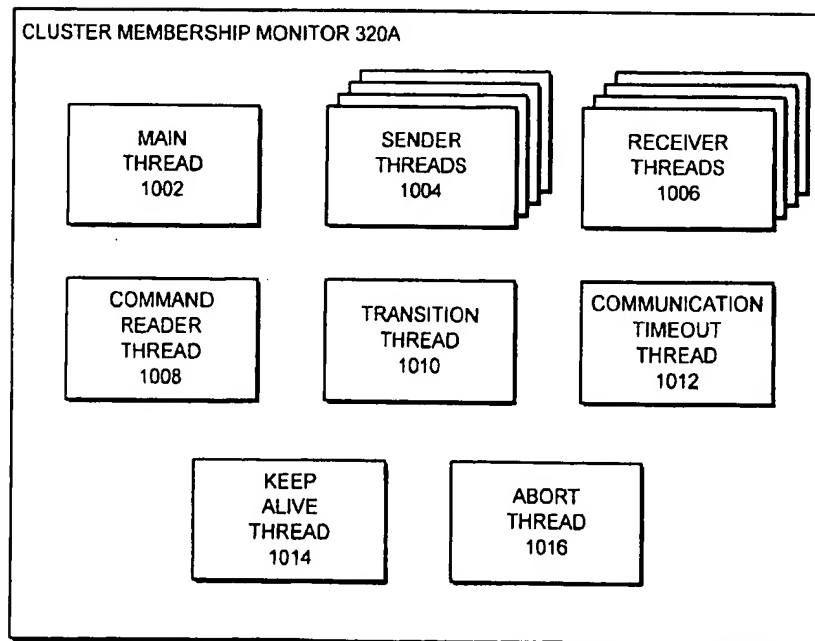 CLUSTER MEMBERSHIP MONITOR 320A
MAIN
THREAD
1002
SENDER
THREADS
1004
RECEIVER
THREADS
1006
COMMAND
READER
THREAD
1008
TRANSITION
THREAD
1010
COMMUNICATION
TIMEOUT
THREAD
1012
KEEP
ALIVE
THREAD
1014
ABORT
THREAD
1016